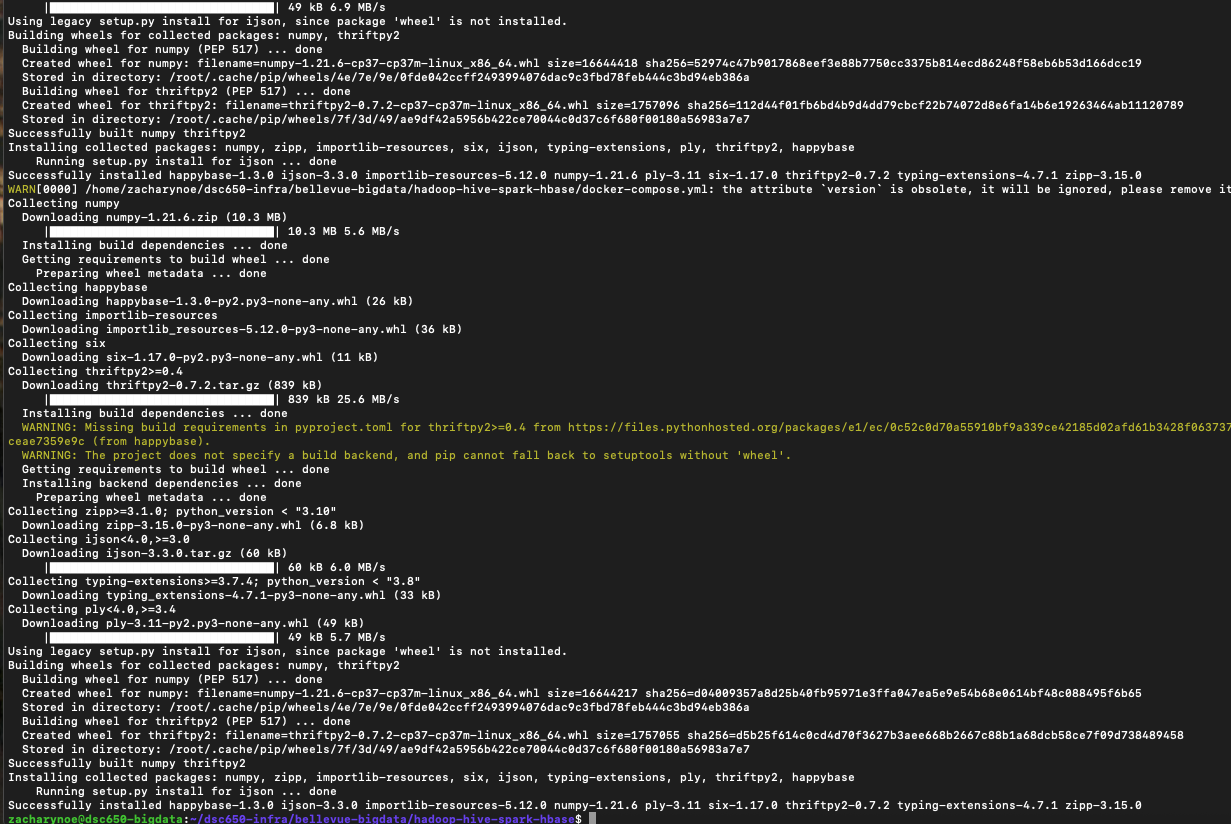 | 49 kB 6.9 MB/s
Using legacy setup.py install for ijson, since package 'wheel' is not installed.
Building wheels for collected packages: numpy, thriftpy2
Building wheel for numpy (PEP 517) ... done
Created wheel for numpy: filename=numpy-1.21.6-cp37-cp37m-linux_x86_64.whl size=16644418 sha256=52974c47b9017868eef3e88b7750cc3375b814ecd86248f58eb6b53d166dcc19
Stored in directory: /root/.cache/pip/wheels/4e/7e/9e/0fde042ccff2493994076dac9c3fbd78feb444c3bd94eb386a
Building wheel for thriftpy2 (PEP 517) ... done
Created wheel for thriftpy2: filename=thriftpy2-0.7.2-cp37-cp37m-linux_x86_64.whl size=1757096 sha256=112d44f01fb6bd4b9d4dd79cbcf22b74072d8e6fa14b6e19263464ab11120789
Stored in directory: /root/.cache/pip/wheels/7f/3d/49/ae9df42a5956b422ce70044c0d37c6f680f00180a56983a7e7
Successfully built numpy thriftpy2
Installing collected packages: numpy, zipp, importlib-resources, six, ijson, typing-extensions, ply, thriftpy2, happybase
Running setup.py install for ijson ... done
Successfully installed happybase-1.3.0 ijson-3.3.0 importlib-resources-5.12.0 numpy-1.21.6 ply-3.11 six-1.17.0 thriftpy2-0.7.2 typing-extensions-4.7.1 zipp-3.15.0
WARN[0000] /home/zacharynoe/dsc650-infra/bellevue-bigdata/hadoop-hive-spark-hbase/docker-compose.yml: the attribute `version` is obsolete, it will be ignored, please remove it
Collecting numpy
Downloading numpy-1.21.6.zip (10.3 MB)
| 10.3 MB 5.6 MB/s
Installing build dependencies ... done
Getting requirements to build wheel ... done
Preparing wheel metadata ... done
Collecting happybase
Downloading happybase-1.3.0-py2.py3-none-any.whl (26 kB)
Collecting importlib-resources
Downloading importlib_resources-5.12.0-py3-none-any.whl (36 kB)
Collecting six
Downloading six-1.17.0-py2.py3-none-any.whl (11 kB)
Collecting thriftpy2>=0.4
Downloading thriftpy2-0.7.2.tar.gz (839 kB)
| 839 kB 25.6 MB/s
Installing build dependencies ... done
WARNING: Missing build requirements in pyproject.toml for thriftpy2>=0.4 from https://files.pythonhosted.org/packages/e1/ec/0c52c0d70a55910bf9a339ce42185d02afd61b3428f063737
ceae7359e9c (from happybase).
WARNING: The project does not specify a build backend, and pip cannot fall back to setuptools without 'wheel'.
Getting requirements to build wheel ... done
Installing backend dependencies ... done
Preparing wheel metadata ... done
Collecting zipp>=3.1.0; python_version < "3.10"
Downloading zipp-3.15.0-py3-none-any.whl (6.8 kB)
Collecting ijson<4.0,>=3.0
Downloading ijson-3.3.0.tar.gz (60 kB)
| 60 kB 6.0 MB/s
Collecting typing-extensions>=3.7.4; python_version < "3.8"
Downloading typing_extensions-4.7.1-py3-none-any.whl (33 kB)
Collecting ply<4.0,>=3.4
Downloading ply-3.11-py2.py3-none-any.whl (49 kB)
| 49 kB 5.7 MB/s
Using legacy setup.py install for ijson, since package 'wheel' is not installed.
Building wheels for collected packages: numpy, thriftpy2
Building wheel for numpy (PEP 517) ... done
Created wheel for numpy: filename=numpy-1.21.6-cp37-cp37m-linux_x86_64.whl size=16644217 sha256=d04009357a8d25b40fb95971e3ffa047ea5e9e54b68e0614bf48c088495f6b65
Stored in directory: /root/.cache/pip/wheels/4e/7e/9e/0fde042ccff2493994076dac9c3fbd78feb444c3bd94eb386a
Building wheel for thriftpy2 (PEP 517) ... done
Created wheel for thriftpy2: filename=thriftpy2-0.7.2-cp37-cp37m-linux_x86_64.whl size=1757055 sha256=d5b25f614c0cd4d70f3627b3aee668b2667c88b1a68dcb58ce7f09d738489458
Stored in directory: /root/.cache/pip/wheels/7f/3d/49/ae9df42a5956b422ce70044c0d37c6f680f00180a56983a7e7
Successfully built numpy thriftpy2
Installing collected packages: numpy, zipp, importlib-resources, six, ijson, typing-extensions, ply, thriftpy2, happybase
Running setup.py install for ijson ... done
Successfully installed happybase-1.3.0 ijson-3.3.0 importlib-resources-5.12.0 numpy-1.21.6 ply-3.11 six-1.17.0 thriftpy2-0.7.2 typing-extensions-4.7.1 zipp-3.15.0
zacharynoe@dsc650-bigdata:~/dsc650-infra/bellevue-bigdata/hadoop-hive-spark-hbase$